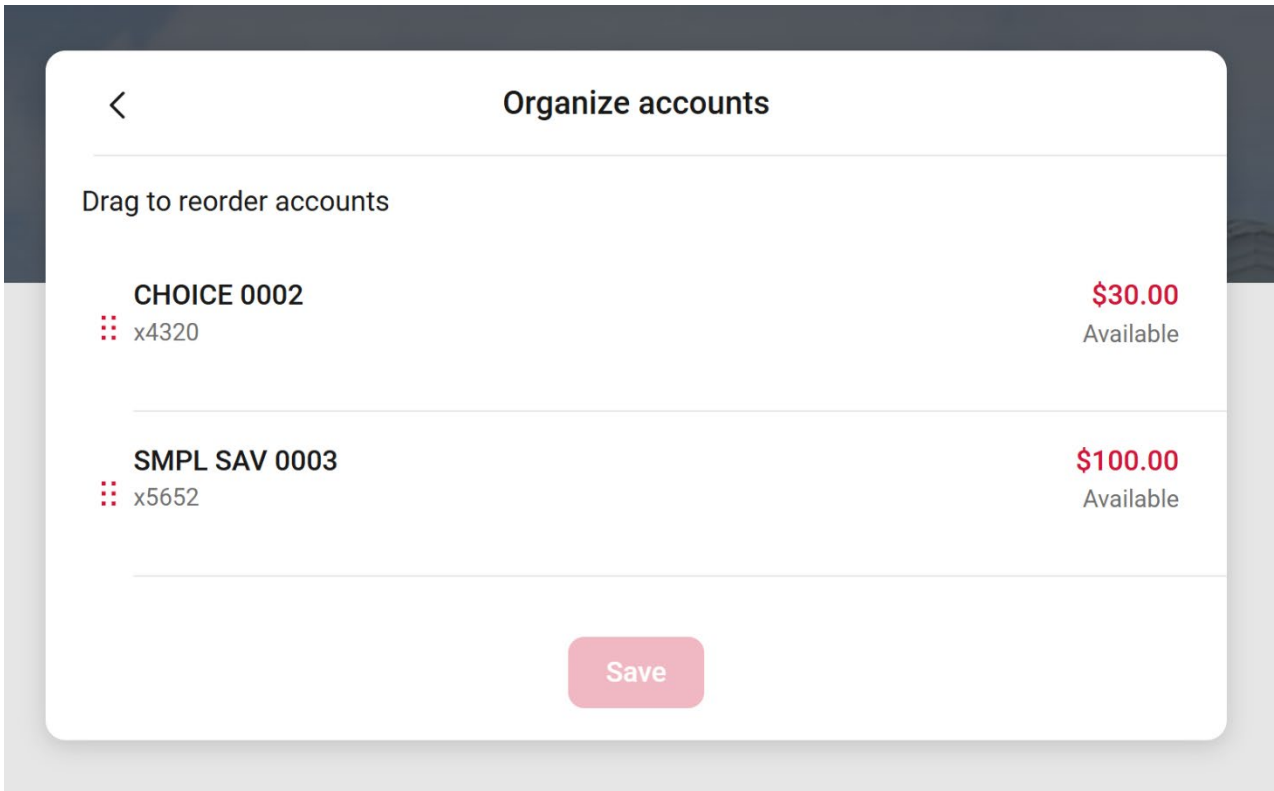 Organize accounts
Drag to reorder accounts
CHOICE 0002
$30.00
x4320
Available
SMPL SAV 0003
$100.00
x5652
Available
Save